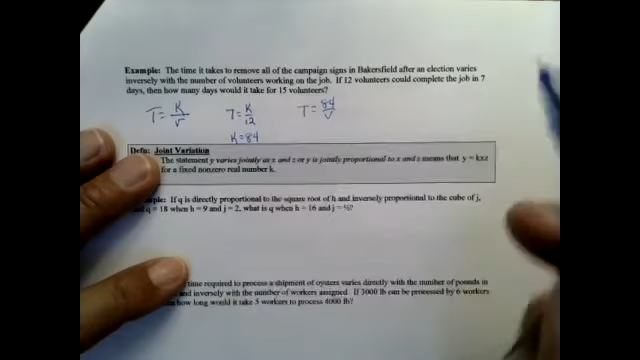 Example: The time it takes to remove all of the campaign signs in Bakersfield after an election varies
inversely with the number of volunteers working on the job. If 12 volunteers could complete the job in 7
days, then how many days would it take for 15 volunteers?
T = K/V 7 = K/12 T = 84/V
K = 84
Defn: Joint Variation
The statement y varies jointly as x and z or y is jointly proportional to x and z means that y = kxz
for a fixed nonzero real number k.
If q is directly proportional to the square root of h and inversely proportional to the cube of j,
q = 18 when h = 9 and j = 2, what is q when h = 16 and j = ½?
time required to process a shipment of oysters varies directly with the number of pounds in
and inversely with the number of workers assigned. If 3000 lb can be processed by 6 workers
how long would it take 5 workers to process 4000 lb?